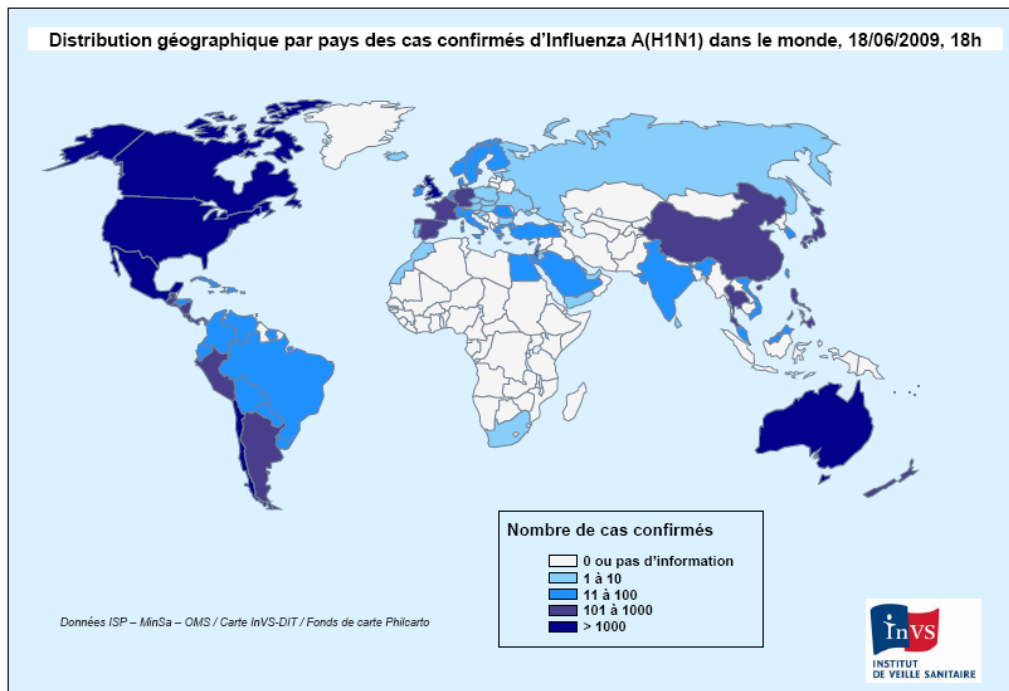 Distribution géographique par pays des cas confirmés d'Influenza A(H1N1) dans le monde, 18/06/2009, 18h
Nombre de cas confirmés
0 ou pas d'information
1 à 10
11 à 100
101 à 1000
> 1000
Données ISP – MinSa – OMS / Carte InVS-DIT / Fonds de carte Philcarto
InVS
INSTITUT
DE VEILLE SANITAIRE